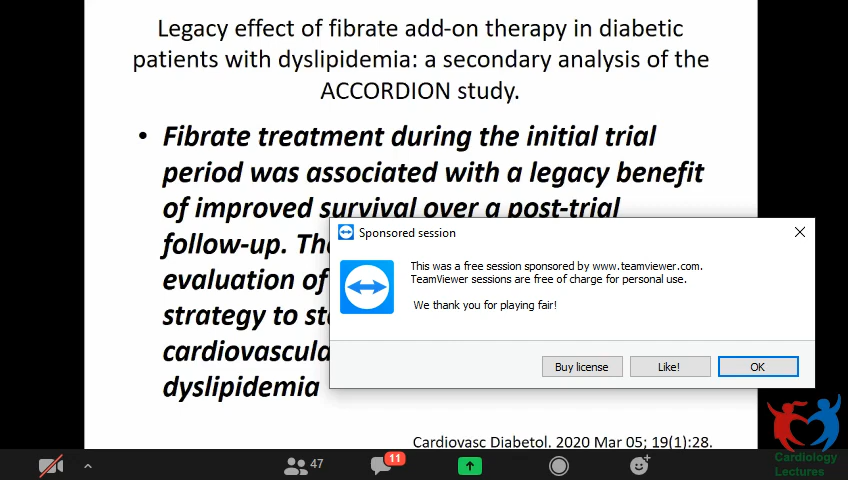 Legacy effect of fibrate add-on therapy in diabetic
patients with dyslipidemia: a secondary analysis of the
ACCORDION study.
• Fibrate treatment during the initial trial
period was associated with a legacy benefit
of improved survival over a post-trial
follow-up. The
evaluation of
strategy to
cardiovascula
dyslipidemia
Sponsored session
This was a free session sponsored by www.teamviewer.com.
TeamViewer sessions are free of charge for personal use.
We thank you for playing fair!
Buy license
Like!
OK
Cardiovasc Diabetol. 2020 Mar 05; 19(1):28.
47
11
Cardiology
Lectures